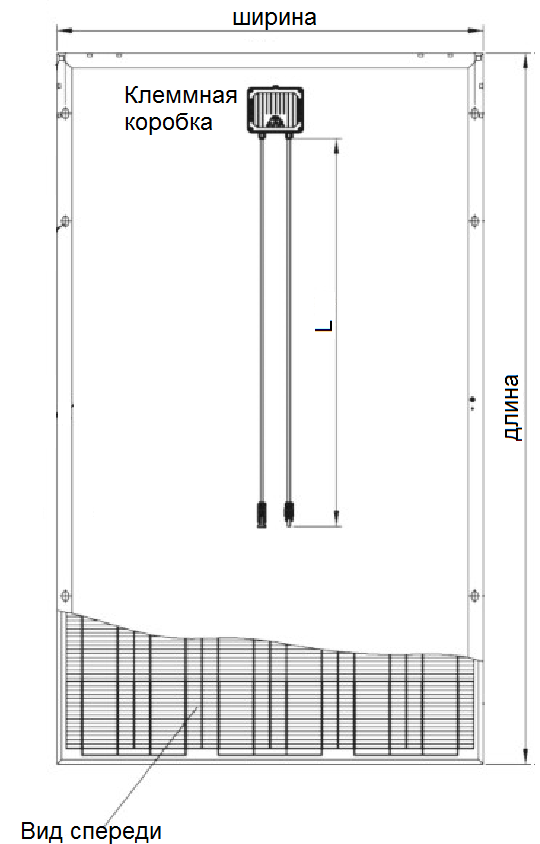 ширина
Клеммная
коробка
L
длина
Вид спереди